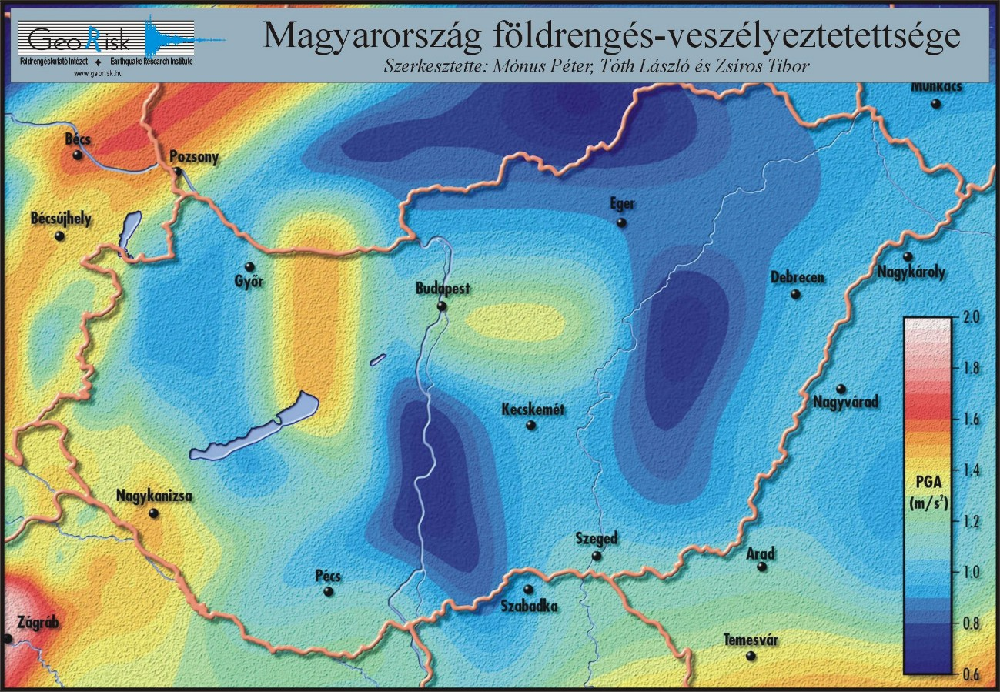 GeoRisk
Földrengéskutató Intézet ✦ Earthquake Research Institute
www.georisk.hu
Magyarország földrengés-veszélyeztetettsége
Szerkesztette: Mónus Péter, Tóth László és Zsíros Tibor
Munkács
Bécs
Pozsony
Bécsújhely
Eger
Győr
Budapest
Debrecen
Nagykároly
Kecskemét
Nagyvárad
Nagykanizsa
Szeged
Arad
Pécs
Szabadka
Zágráb
Temesvár
2.0
1.8
1.6
1.4
PGA
(m/s²)
1.2
1.0
0.8
0.6